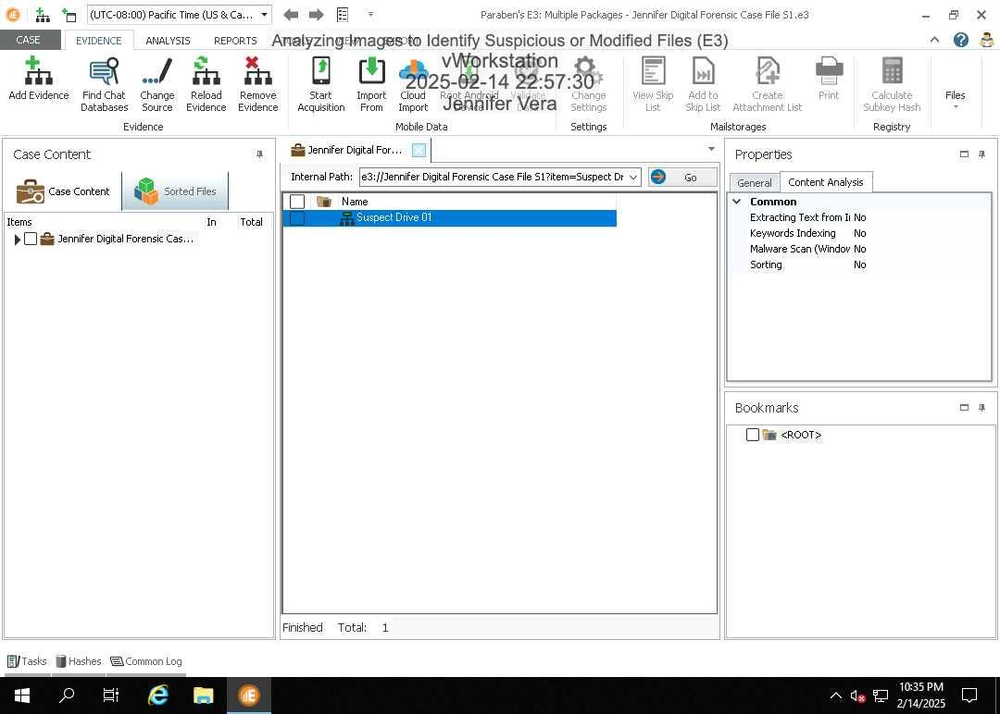 (UTC-08:00) Pacific Time (US & Ca...
Paraben's E3: Multiple Packages - Jennifer Digital Forensic Case File S1.e3
CASE
EVIDENCE
ANALYSIS
REPORTS
Analyzing Images to Identify Suspicious or Modified Files (E3)
vWorkstation
2025-02-14 22:57:30
Jennifer Vera
Add Evidence
Find Chat Databases
Change Source
Reload Evidence
Remove Evidence
Start Acquisition
Import From
Cloud Import
Root Android
Validate
Change Settings
View Skip List
Add to Skip List
Create Attachment List
Print
Calculate Subkey Hash
Files
Evidence
Mobile Data
Settings
Mailstorages
Registry
Case Content
Case Content
Sorted Files
Items In Total
Jennifer Digital Forensic Cas...
Jennifer Digital For...
Internal Path: e3://Jennifer Digital Forensic Case File S1?item=Suspect Dr Go
Name
Suspect Drive 01
Finished Total: 1
Properties
General
Content Analysis
Common
Extracting Text from I No
Keywords Indexing No
Malware Scan (Window No
Sorting No
Bookmarks
<ROOT>
Tasks
Hashes
Common Log
10:35 PM
2/14/2025